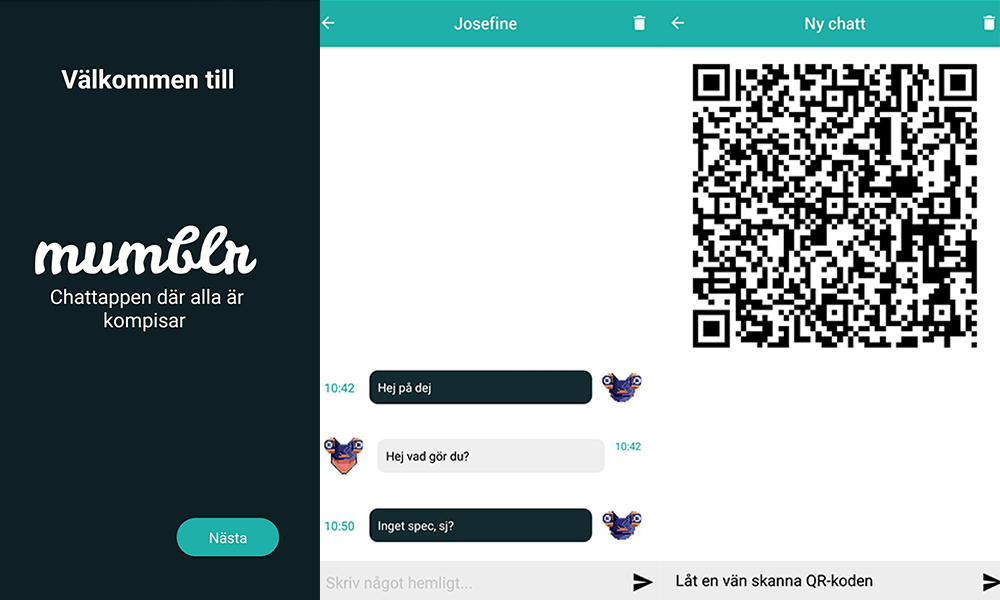 Välkommen till
mumblr
Chattappen där alla är
kompisar
Nästa
Josefine
10:42
Hej på dej
Hej vad gör du?
10:42
10:50
Inget spec, sj?
Skriv något hemligt...
Ny chatt
Låt en vän skanna QR-koden